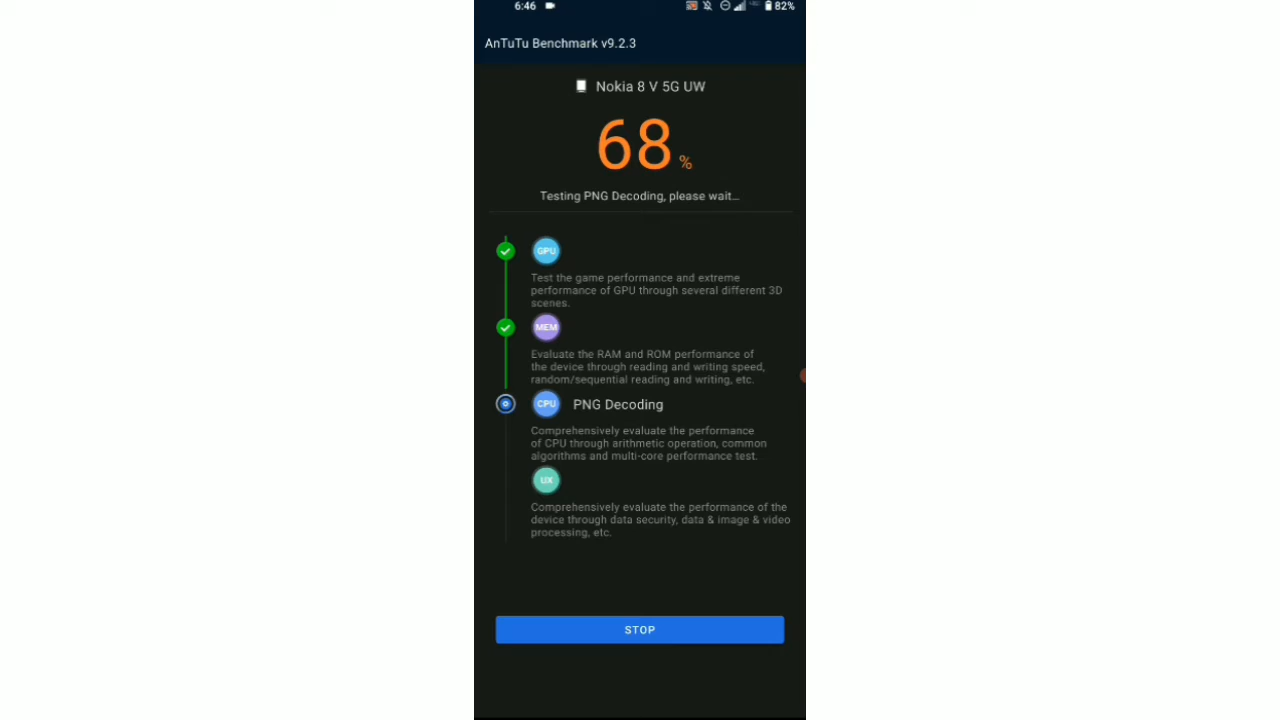 6:46
82%
AnTuTu Benchmark v9.2.3
Nokia 8 V 5G UW
68%
Testing PNG Decoding, please wait...
GPU
Test the game performance and extreme
performance of GPU through several different 3D
scenes.
MEM
Evaluate the RAM and ROM performance of
the device through reading and writing speed,
random/sequential reading and writing, etc.
CPU PNG Decoding
Comprehensively evaluate the performance
of CPU through arithmetic operation, common
algorithms and multi-core performance test.
UX
Comprehensively evaluate the performance of the
device through data security, data & image & video
processing, etc.
STOP